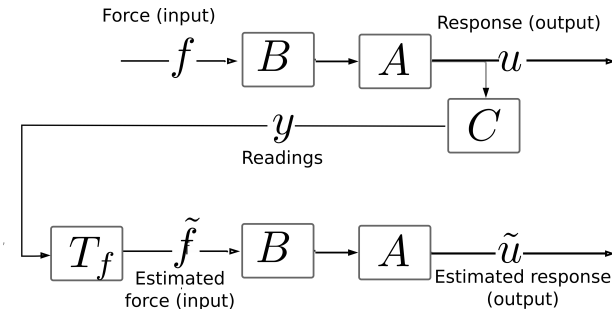 Force (input)
Response (output)
f B A u
C
y
Readings
T_f f̃ B A ũ
Estimated
force (input)
Estimated response
(output)